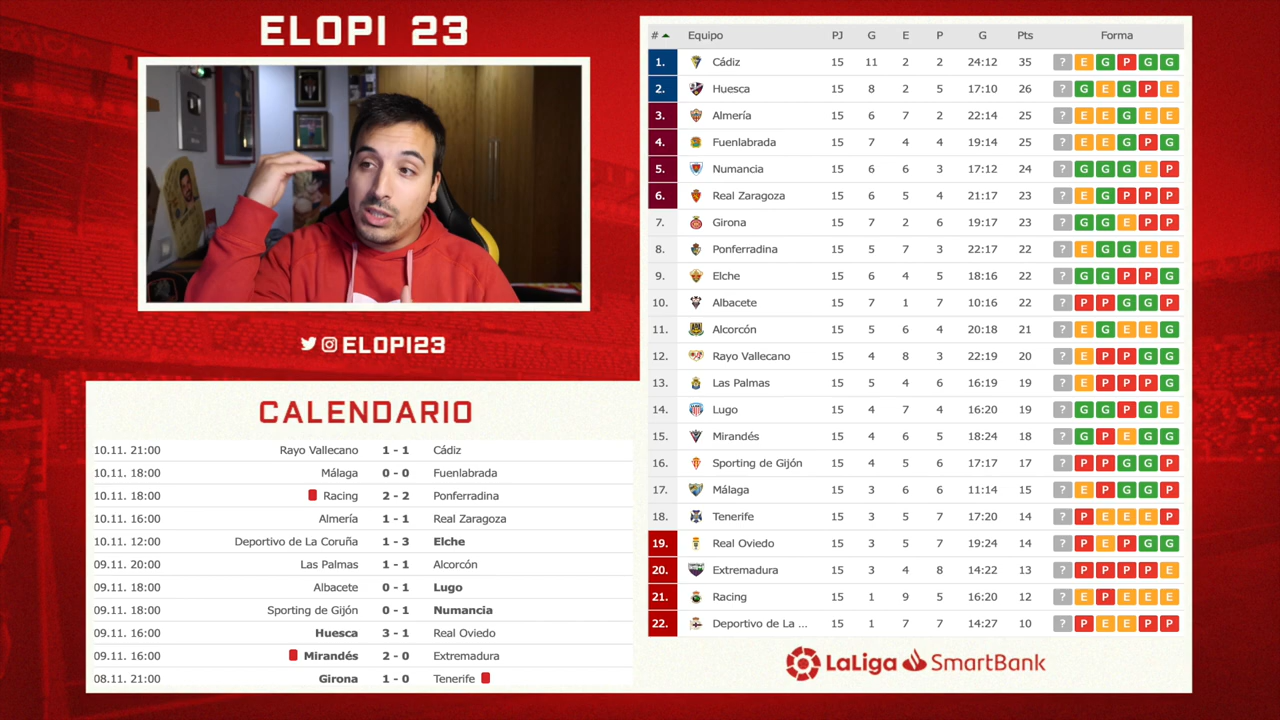 ELOPI 23
ELOPI23
CALENDARIO
10.11. 21:00 Rayo Vallecano 1 - 1 Cádiz
10.11. 18:00 Málaga 0 - 0 Fuenlabrada
10.11. 18:00 Racing 2 - 2 Ponferradina
10.11. 16:00 Almería 1 - 1 Real Zaragoza
10.11. 12:00 Deportivo de La Coruña 1 - 3 Elche
09.11. 20:00 Las Palmas 1 - 1 Alcorcón
09.11. 18:00 Albacete 0 - 1 Lugo
09.11. 18:00 Sporting de Gijón 0 - 1 Numancia
09.11. 16:00 Huesca 3 - 1 Real Oviedo
09.11. 16:00 Mirandés 2 - 0 Extremadura
08.11. 21:00 Girona 1 - 0 Tenerife
# Equipo PJ G E P G Pts Forma
1. Cádiz 15 11 2 2 24:12 35 ? E G P G G
2. Huesca 15 8 2 5 17:10 26 ? G E G P E
3. Almería 15 6 7 2 22:14 25 ? E E G E E
4. Fuenlabrada 15 7 4 4 19:14 25 ? E E G P G
5. Numancia 15 6 6 3 17:12 24 ? G G G E P
6. Real Zaragoza 15 6 5 4 21:17 23 ? E G P P P
7. Girona 15 7 2 6 19:17 23 ? G G E P P
8. Ponferradina 15 5 7 3 22:17 22 ? E G G E E
9. Elche 15 6 4 5 18:16 22 ? G G P P G
10. Albacete 15 7 1 7 10:16 22 ? P P G G P
11. Alcorcón 15 5 6 4 20:18 21 ? E G E E G
12. Rayo Vallecano 15 4 8 3 22:19 20 ? E P P G G
13. Las Palmas 15 5 4 6 16:19 19 ? E P P P G
14. Lugo 15 4 7 4 16:20 19 ? G G P G E
15. Mirandés 15 4 6 5 18:24 18 ? G P E G G
16. Sporting de Gijón 15 4 5 6 17:17 17 ? P P G G P
17. Málaga 15 3 6 6 11:14 15 ? E P G G P
18. Tenerife 15 3 5 7 17:20 14 ? P E E E P
19. Real Oviedo 15 3 5 7 19:24 14 ? P E P G G
20. Extremadura 15 3 4 8 14:22 13 ? P P P P E
21. Racing 15 1 9 5 16:20 12 ? E P E E E
22. Deportivo de La ... 15 1 7 7 14:27 10 ? P E E P P
LaLiga SmartBank